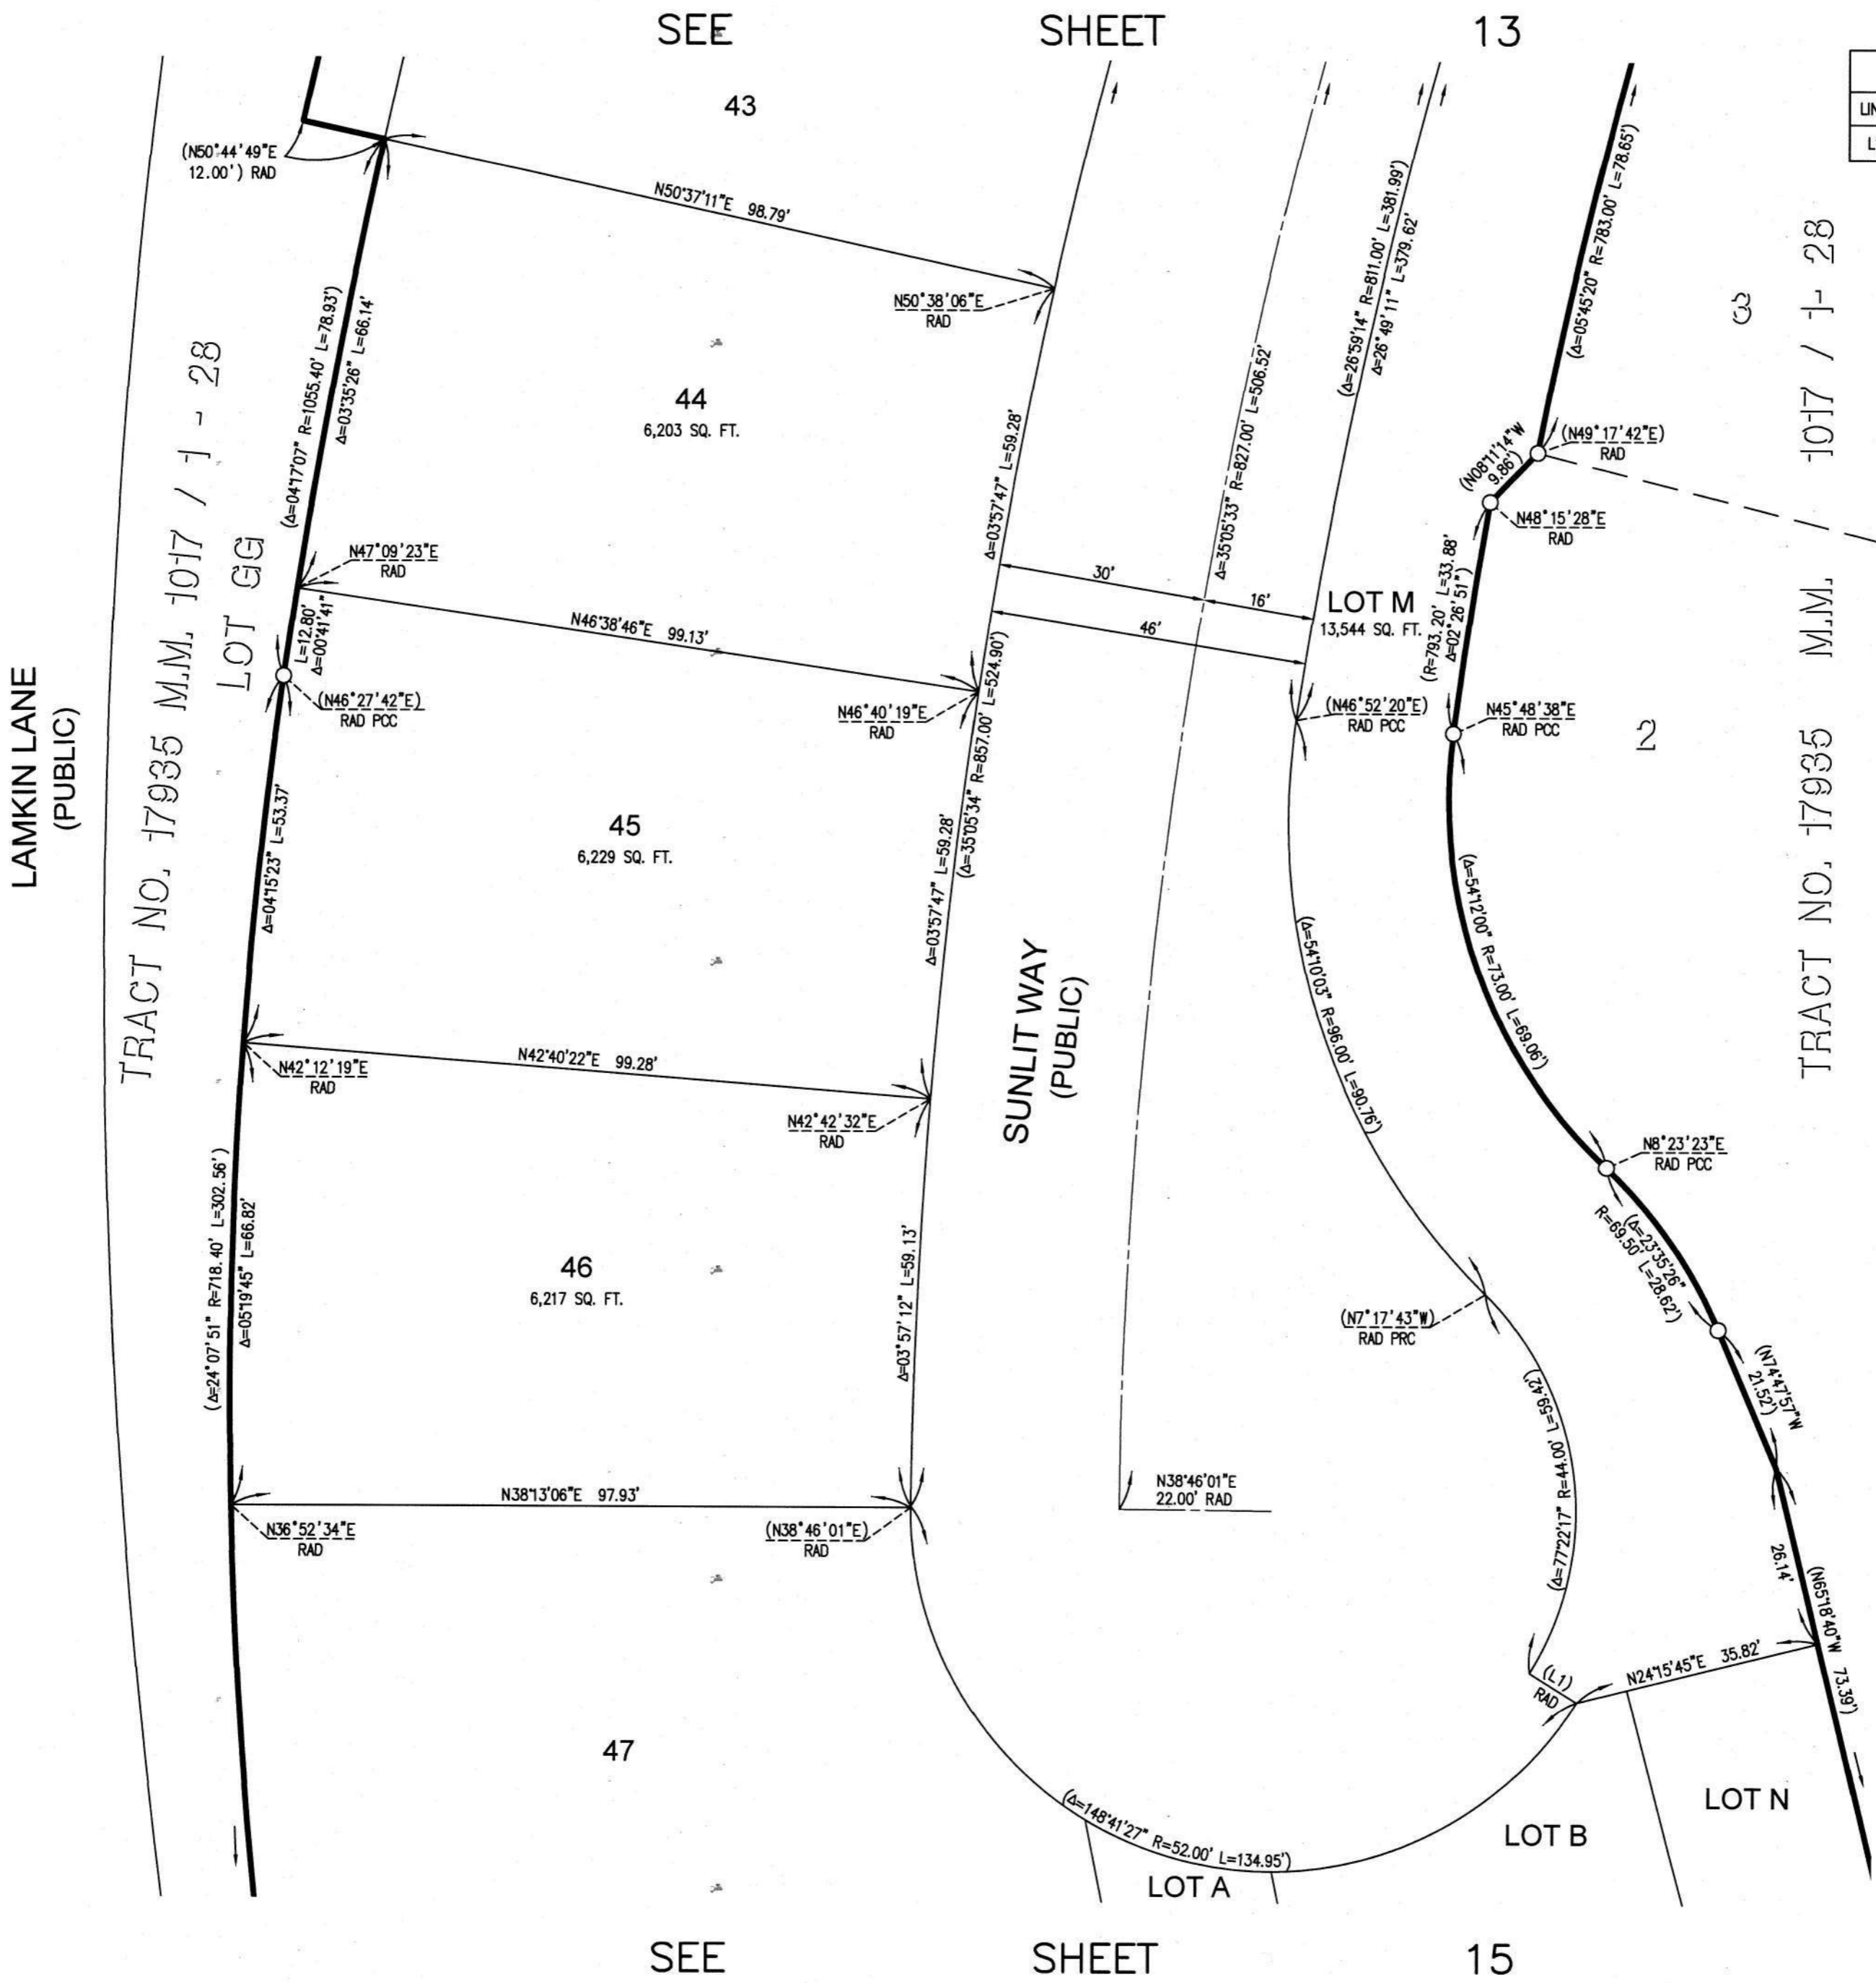 SEE SHEET 13
LIN
L
43
(N50°44'49"E
12.00') RAD
N50°37'11"E 98.79'
N50°38'06"E
RAD
(Δ=04°17'07" R=1055.40' L=78.93')
Δ=03°35'26" L=66.14'
44
6,203 SQ. FT.
Δ=03°57'47" L=59.28'
Δ=35°05'33" R=827.00' L=506.52'
(Δ=26°59'14" R=811.00' L=381.99')
Δ=26°49'11" L=379.62'
(Δ=05°45'20" R=783.00' L=78.65')
3
(N49°17'42"E)
RAD
(N08°11'14"W
9.86')
N48°15'28"E
RAD
TRACT NO. 17935 M.M. 1017 / 1 - 28
LOT GG
LAMKIN LANE
(PUBLIC)
N47°09'23"E
RAD
L=12.80'
Δ=00°41'41"
N46°38'46"E 99.13'
(N46°27'42"E)
RAD PCC
N46°40'19"E
RAD
30'
16'
46'
LOT M
13,544 SQ. FT.
(R=793.20' L=33.88'
Δ=02°26'51")
(N46°52'20"E)
RAD PCC
N45°48'38"E
RAD PCC
2
TRACT NO. 17935 M.M. 1017 / 1- 28
Δ=04°15'23" L=53.37'
45
6,229 SQ. FT.
Δ=03°57'47" L=59.28'
(Δ=35°05'34" R=857.00' L=524.90')
SUNLIT WAY
(PUBLIC)
(Δ=54°10'03" R=96.00' L=90.76')
(Δ=54°12'00" R=73.00' L=69.06')
N42°40'22"E 99.28'
N42°12'19"E
RAD
N42°42'32"E
RAD
N8°23'23"E
RAD PCC
(Δ=23°35'26"
R=69.50' L=28.62')
(Δ=24°07'51" R=718.40' L=302.56')
Δ=05°19'45" L=66.82'
46
6,217 SQ. FT.
Δ=03°57'12" L=59.13'
(N7°17'43"W)
RAD PRC
(N74°47'57"W
21.52')
(Δ=77°22'17" R=44.00' L=59.42')
N38°13'06"E 97.93'
N36°52'34"E
RAD
(N38°46'01"E)
RAD
N38°46'01"E
22.00' RAD
26.14'
(N65°18'40"W 73.39')
N24°15'45"E 35.82'
(L1)
RAD
47
(Δ=148°41'27" R=52.00' L=134.95')
LOT A
LOT B
LOT N
SEE SHEET 15